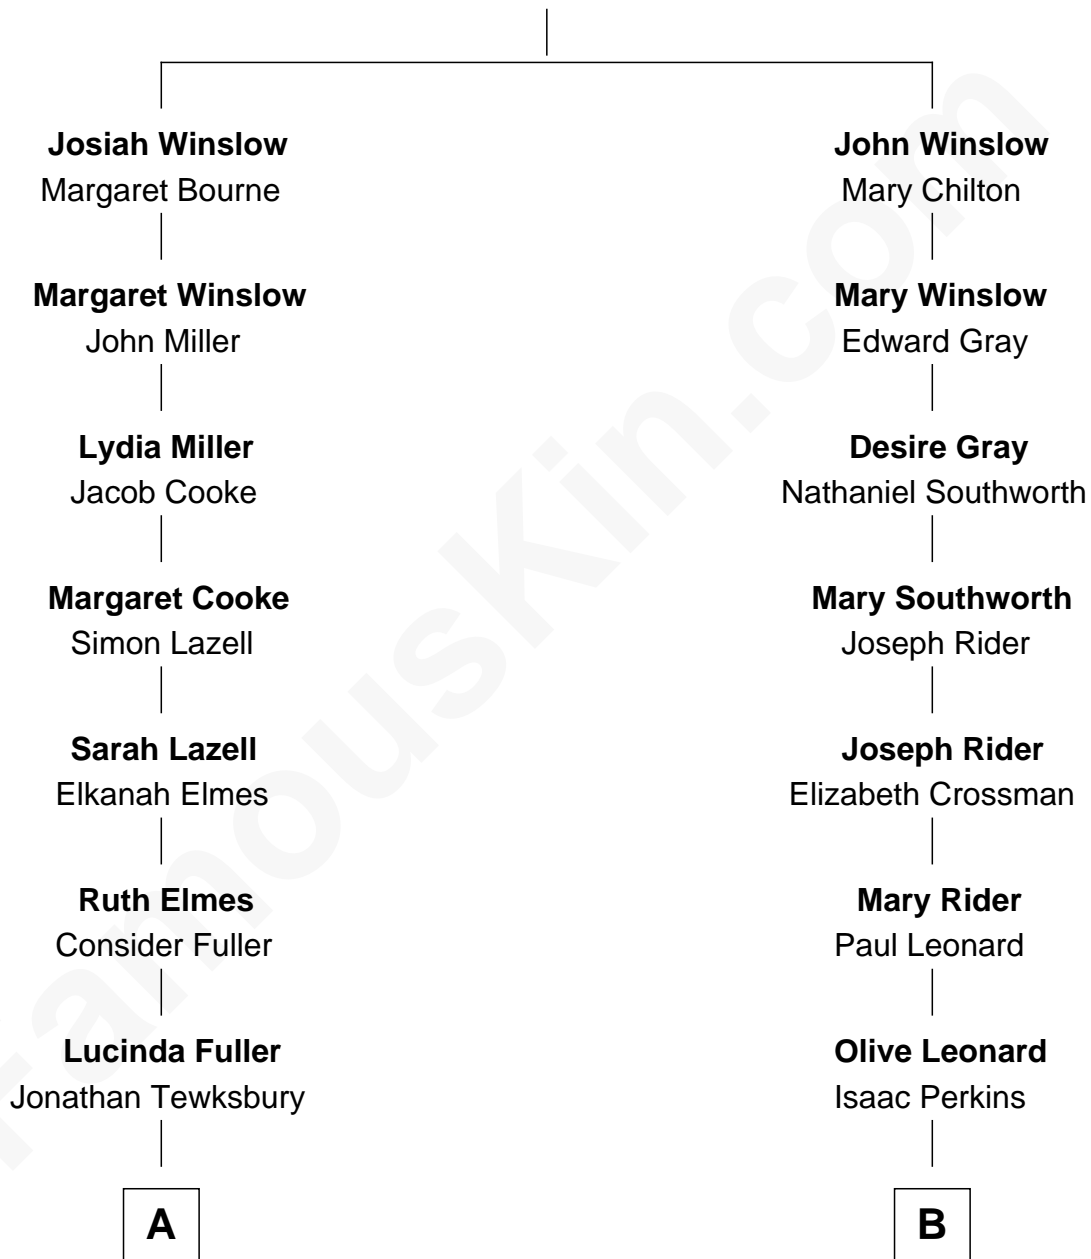 Josiah Winslow
Margaret Bourne
Margaret Winslow
John Miller
Lydia Miller
Jacob Cooke
Margaret Cooke
Simon Lazell
Sarah Lazell
Elkanah Elmes
Ruth Elmes
Consider Fuller
Lucinda Fuller
Jonathan Tewksbury
A
John Winslow
Mary Chilton
Mary Winslow
Edward Gray
Desire Gray
Nathaniel Southworth
Mary Southworth
Joseph Rider
Joseph Rider
Elizabeth Crossman
Mary Rider
Paul Leonard
Olive Leonard
Isaac Perkins
B
FamousKin.com